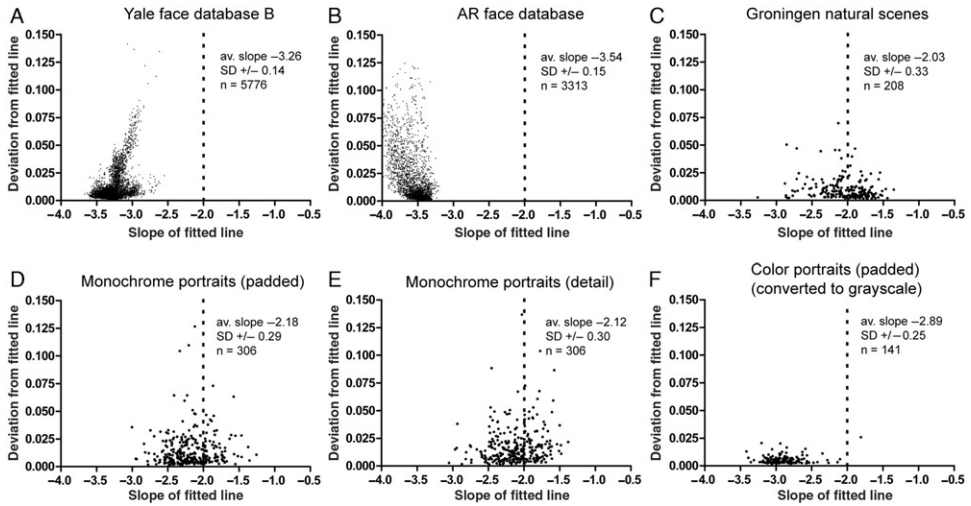 A
Yale face database B
Deviation from fitted line
0.150
0.125
0.100
0.075
0.050
0.025
0.000
av. slope –3.26
SD +/– 0.14
n = 5776
−4.0 −3.5 −3.0 −2.5 −2.0 −1.5 −1.0 −0.5
Slope of fitted line
B
AR face database
Deviation from fitted line
0.150
0.125
0.100
0.075
0.050
0.025
0.000
av. slope –3.54
SD +/– 0.15
n = 3313
−4.0 −3.5 −3.0 −2.5 −2.0 −1.5 −1.0 −0.5
Slope of fitted line
C
Groningen natural scenes
Deviation from fitted line
0.150
0.125
0.100
0.075
0.050
0.025
0.000
av. slope –2.03
SD +/– 0.33
n = 208
−4.0 −3.5 −3.0 −2.5 −2.0 −1.5 −1.0 −0.5
Slope of fitted line
D
Monochrome portraits (padded)
Deviation from fitted line
0.150
0.125
0.100
0.075
0.050
0.025
0.000
av. slope –2.18
SD +/– 0.29
n = 306
−4.0 −3.5 −3.0 −2.5 −2.0 −1.5 −1.0 −0.5
Slope of fitted line
E
Monochrome portraits (detail)
Deviation from fitted line
0.150
0.125
0.100
0.075
0.050
0.025
0.000
av. slope –2.12
SD +/– 0.30
n = 306
−4.0 −3.5 −3.0 −2.5 −2.0 −1.5 −1.0 −0.5
Slope of fitted line
F
Color portraits (padded)
(converted to grayscale)
Deviation from fitted line
0.150
0.125
0.100
0.075
0.050
0.025
0.000
av. slope –2.89
SD +/– 0.25
n = 141
−4.0 −3.5 −3.0 −2.5 −2.0 −1.5 −1.0 −0.5
Slope of fitted line